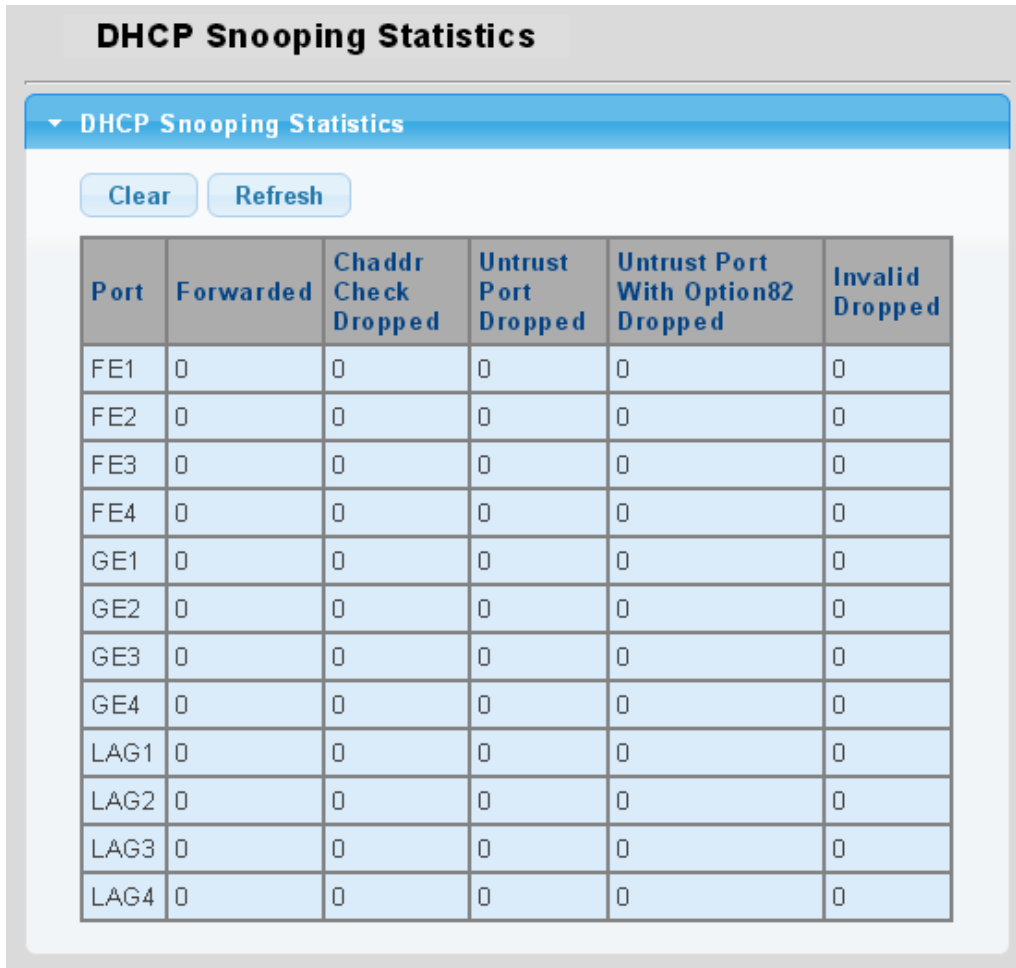 DHCP Snooping Statistics
DHCP Snooping Statistics
Clear Refresh
Port Forwarded Chaddr Check Dropped Untrust Port Dropped Untrust Port With Option82 Dropped Invalid Dropped
FE1 0 0 0 0 0
FE2 0 0 0 0 0
FE3 0 0 0 0 0
FE4 0 0 0 0 0
GE1 0 0 0 0 0
GE2 0 0 0 0 0
GE3 0 0 0 0 0
GE4 0 0 0 0 0
LAG1 0 0 0 0 0
LAG2 0 0 0 0 0
LAG3 0 0 0 0 0
LAG4 0 0 0 0 0